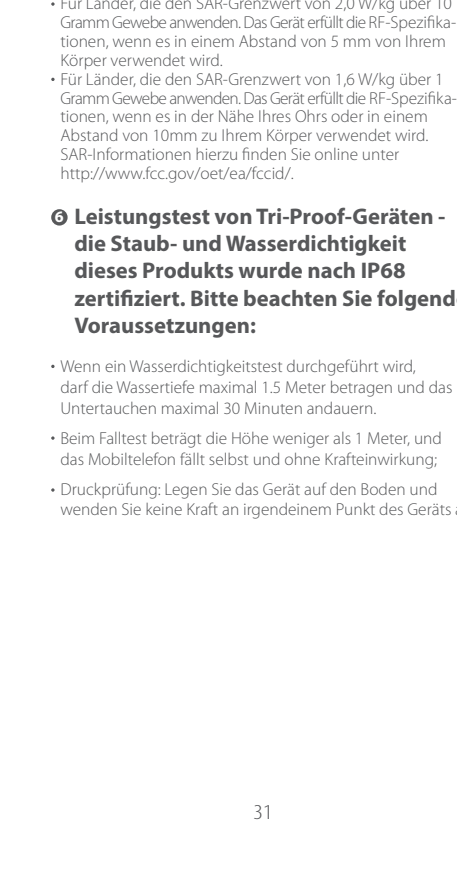 • Für Länder, die den SAR-Grenzwert von 2,0 W/kg über 10
Gramm Gewebe anwenden. Das Gerät erfüllt die RF-Spezifika-
tionen, wenn es in einem Abstand von 5 mm von Ihrem
Körper verwendet wird.
• Für Länder, die den SAR-Grenzwert von 1,6 W/kg über 1
Gramm Gewebe anwenden. Das Gerät erfüllt die RF-Spezifika-
tionen, wenn es in der Nähe Ihres Ohrs oder in einem
Abstand von 10mm zu Ihrem Körper verwendet wird.
SAR-Informationen hierzu finden Sie online unter
http://www.fcc.gov/oet/ea/fccid/.
❻ Leistungstest von Tri-Proof-Geräten -
die Staub- und Wasserdichtigkeit
dieses Produkts wurde nach IP68
zertifiziert. Bitte beachten Sie folgend
Voraussetzungen:
• Wenn ein Wasserdichtigkeitstest durchgeführt wird,
darf die Wassertiefe maximal 1.5 Meter betragen und das
Untertauchen maximal 30 Minuten andauern.
• Beim Falltest beträgt die Höhe weniger als 1 Meter, und
das Mobiltelefon fällt selbst und ohne Krafteinwirkung;
• Druckprüfung: Legen Sie das Gerät auf den Boden und
wenden Sie keine Kraft an irgendeinem Punkt des Geräts a
31